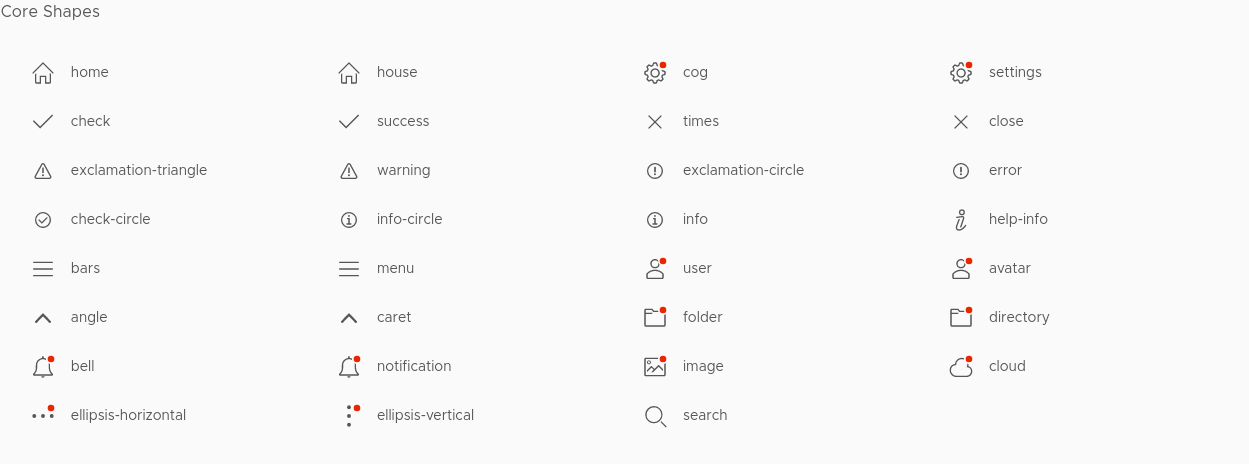 Core Shapes
home house cog settings
check success times close
exclamation-triangle warning exclamation-circle error
check-circle info-circle info help-info
bars menu user avatar
angle caret folder directory
bell notification image cloud
ellipsis-horizontal ellipsis-vertical search